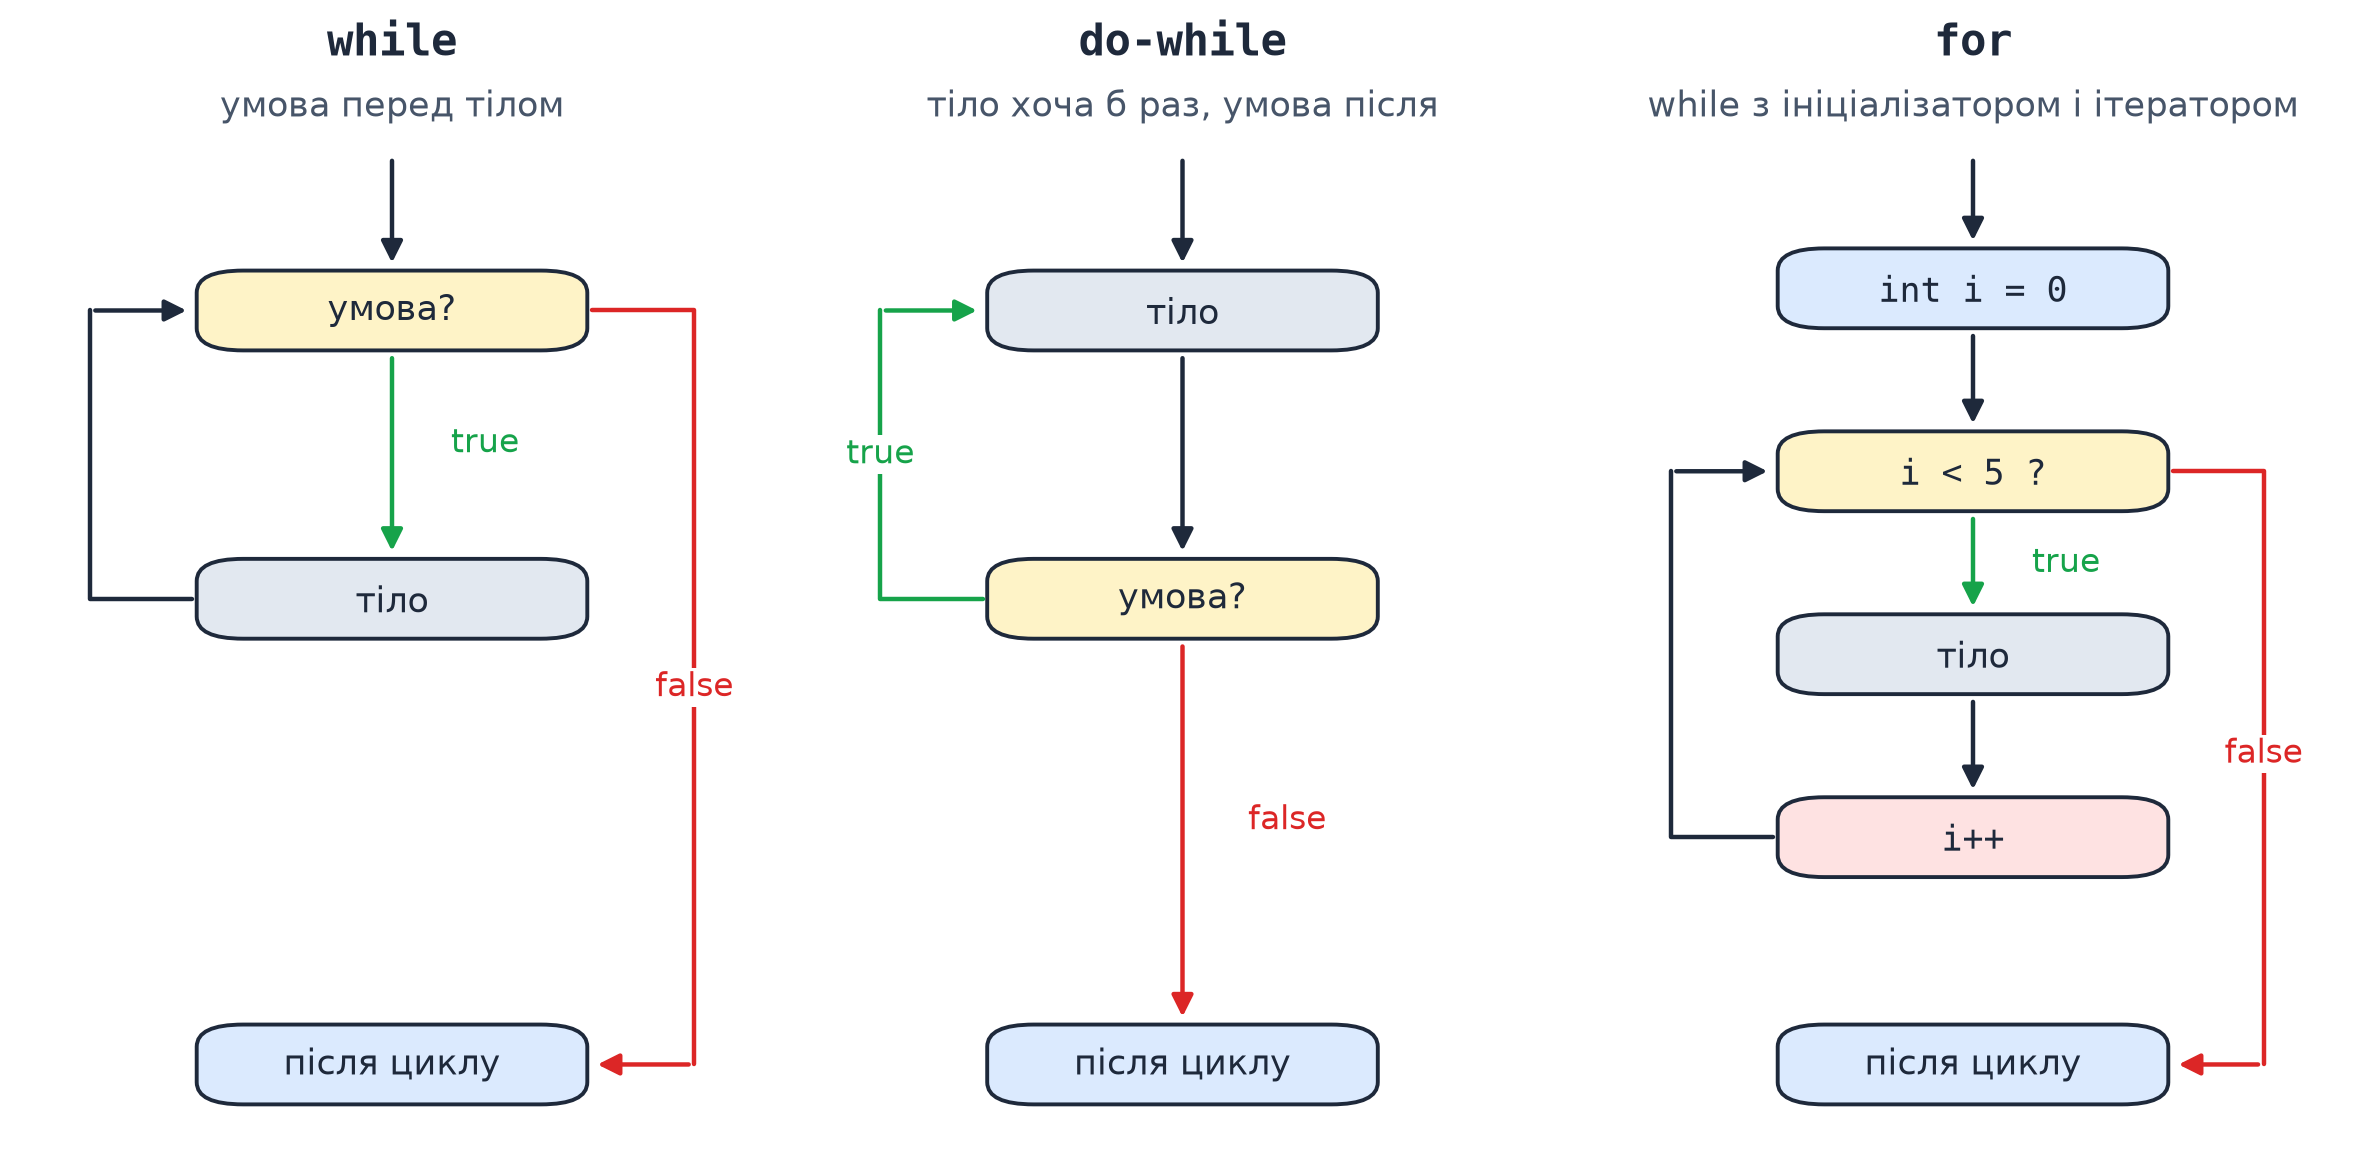 while
умова перед тілом
умова?
true
тіло
false
після циклу
do-while
тіло хоча б раз, умова після
тіло
true
умова?
false
після циклу
for
while з ініціалізатором і ітератором
int i = 0
i < 5 ?
true
тіло
false
i++
після циклу